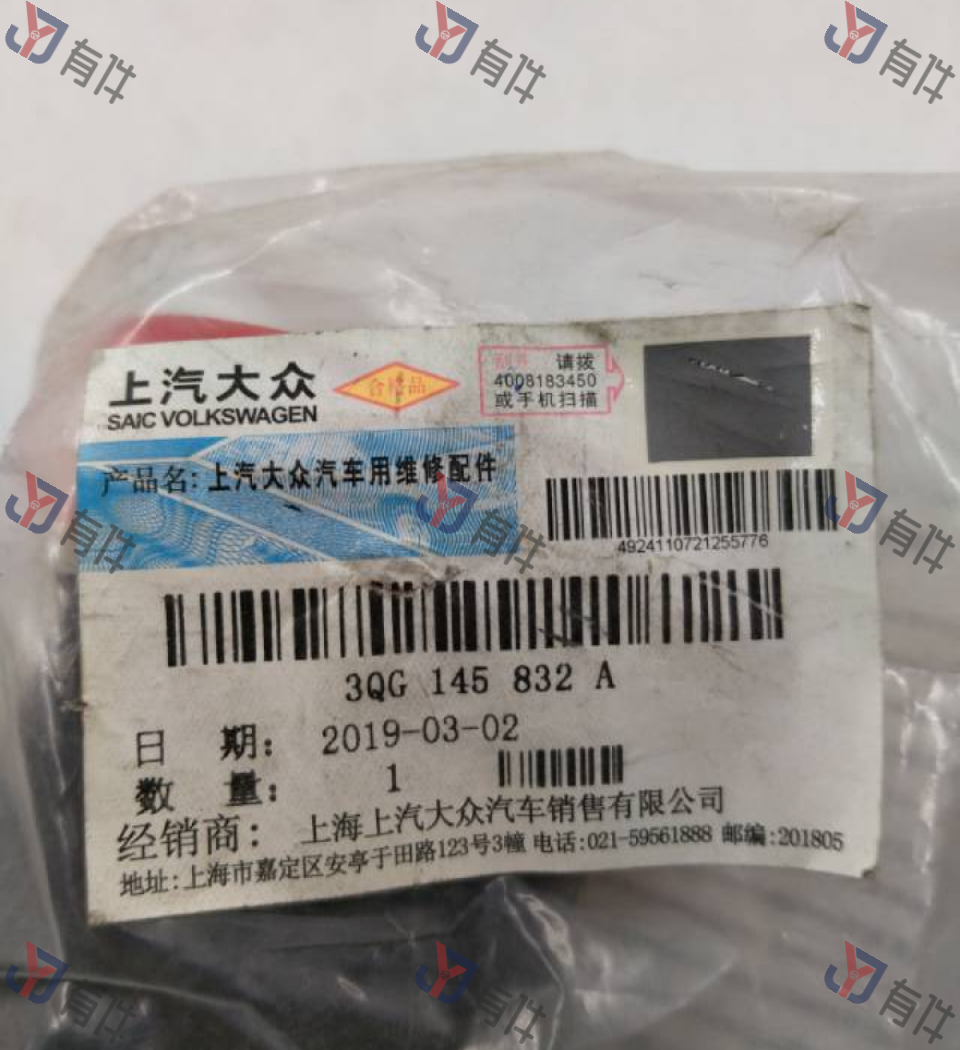 有件
有件
有件
上汽大众
SAIC VOLKSWAGEN
合格品
刮开 请拨
4008183450
或手机扫描
产品名: 上汽大众汽车用维修配件
4924110721255776
有件
有件
有件
3QG 145 832 A
日 期: 2019-03-02
数 量: 1
经销商: 上海上汽大众汽车销售有限公司
地址:上海市嘉定区安亭于田路123号3幢 电话:021-59561888 邮编:201805
有件
有件
有件